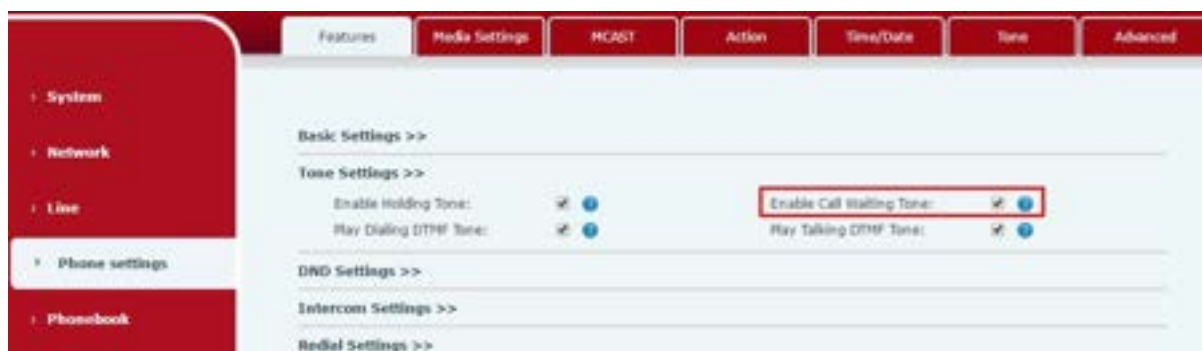 Features Media Settings MCAST Action Time/Date Tone Advanced
› System
› Network
› Line
› Phone settings
› Phonebook
Basic Settings >>
Tone Settings >>
Enable Holding Tone: Enable Call Waiting Tone:
Play Dialing DTMF Tone: Play Talking DTMF Tone:
DND Settings >>
Intercom Settings >>
Redial Settings >>